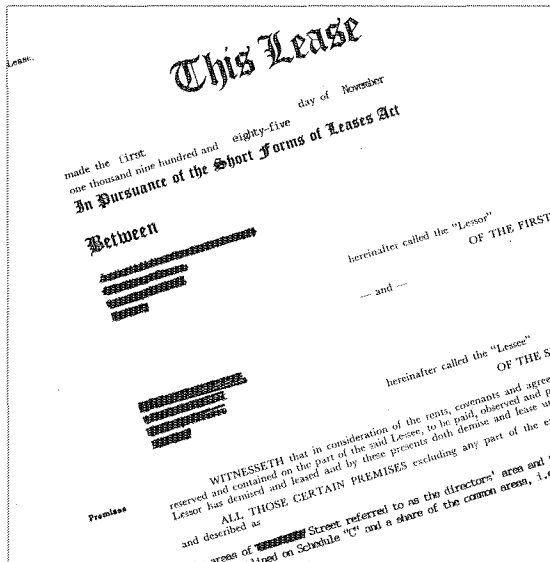 Lease.
This Lease
made the first day of November
one thousand nine hundred and eighty-five
In Pursuance of the Short Forms of Leases Act
Between
hereinafter called the "Lessor"
OF THE FIRST
— and —
hereinafter called the "Lessee"
OF THE S
WITNESSETH that in consideration of the rents, covenants and agree
reserved and contained on the part of the said Lessee, to be paid, observed and p
Lessor has demised and leased and by these presents doth demise and lease u
Premises
ALL THOSE CERTAIN PREMISES excluding any part of the e
and described as
areas of Street referred to as the directors' area and
lined on Schedule "C" and a share of the common areas, i.e